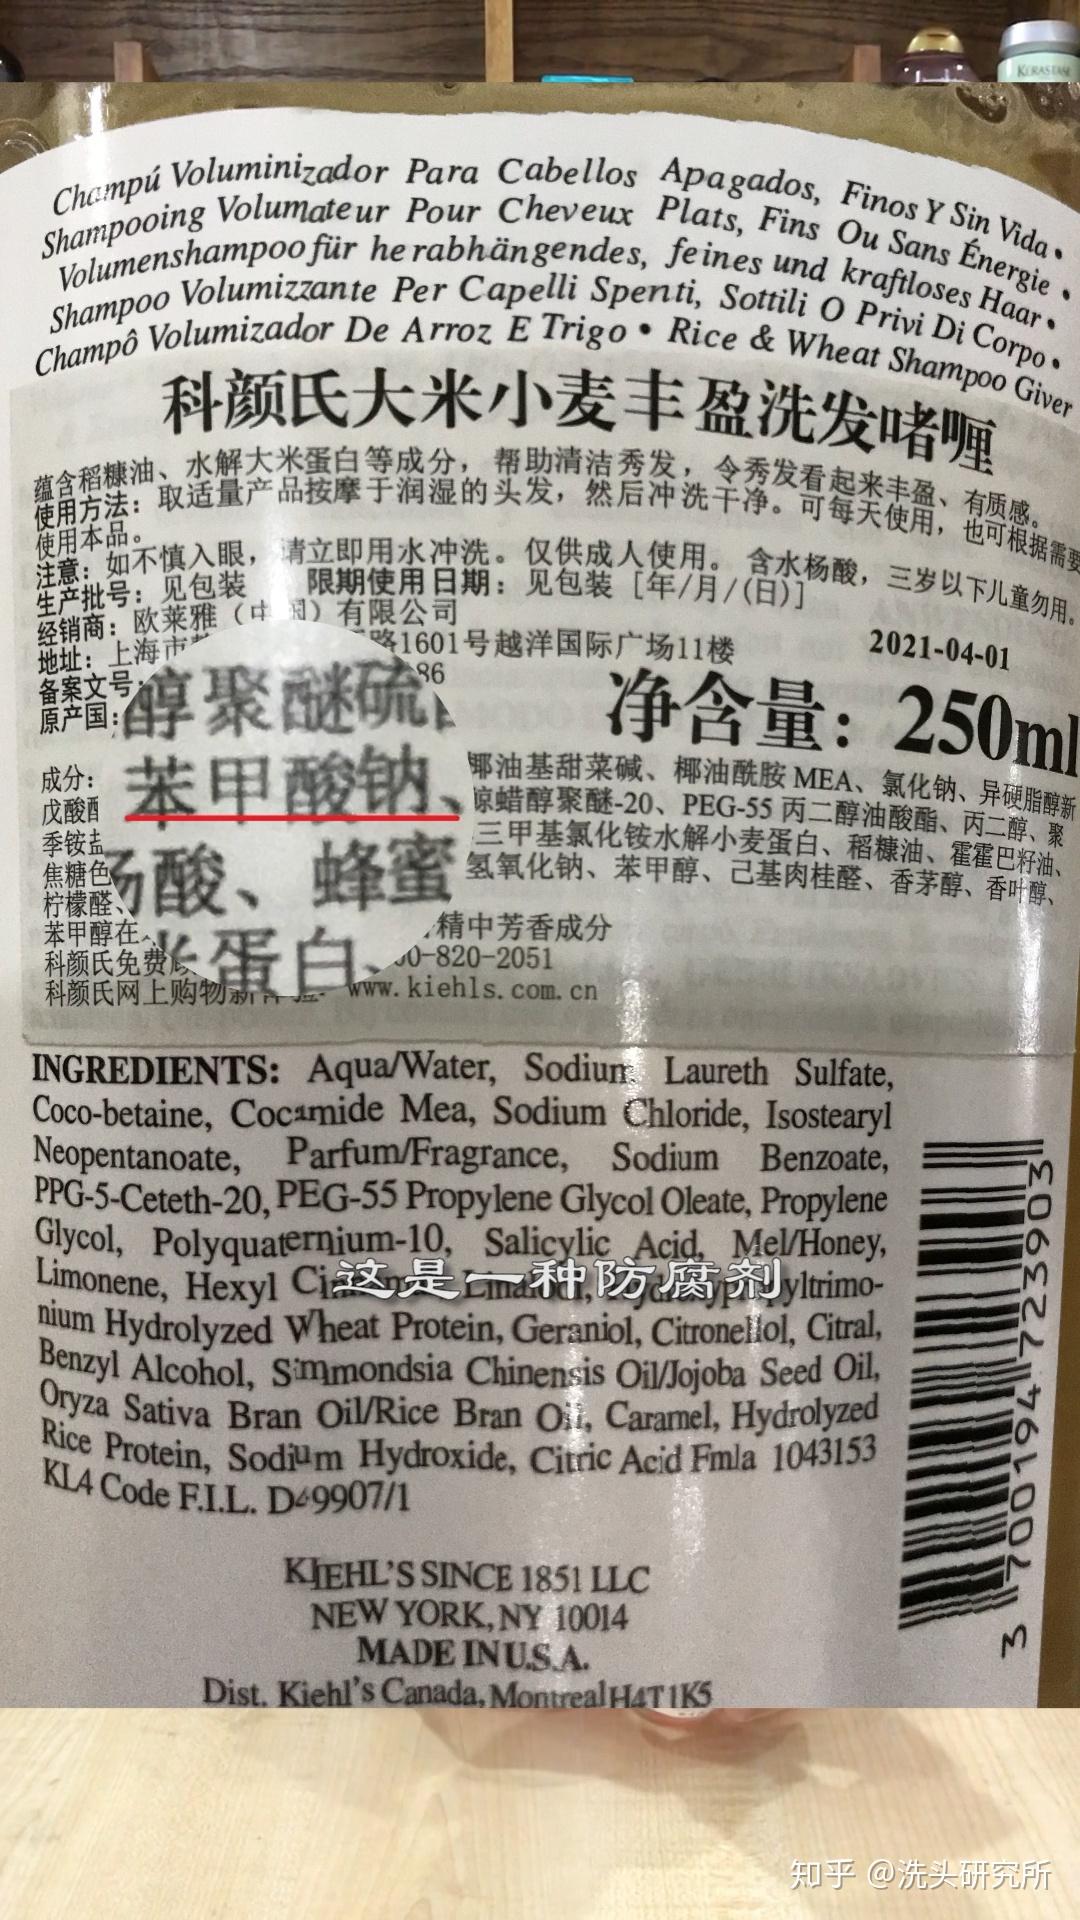 KÉRASTASE
Champú Voluminizador Para Cabellos Apagados, Finos Y Sin Vida •
Shampooing Volumateur Pour Cheveux Plats, Fins Ou Sans Énergie •
Volumenshampoo für herabhängendes, feines und kraftloses Haar •
Shampoo Volumizzante Per Capelli Spenti, Sottili O Privi Di Corpo •
Champô Volumizador De Arroz E Trigo • Rice & Wheat Shampoo Giver
科颜氏大米小麦丰盈洗发啫喱
蕴含稻糠油、水解大米蛋白等成分，帮助清洁秀发，令秀发看起来丰盈、有质感。
使用方法：取适量产品按摩于润湿的头发，然后冲洗干净。可每天使用，也可根据需要
使用本品。
注意：如不慎入眼，请立即用水冲洗。仅供成人使用。含水杨酸，三岁以下儿童勿用。
生产批号：见包装 限期使用日期：见包装［年/月/(日)］
经销商：欧莱雅（中国）有限公司
地址：上海市 路1601号越洋国际广场11楼 2021-04-01
备案文号： 86
原产国：
净含量：250ml
醇聚醚硫
苯甲酸钠、
杨酸、蜂蜜
米蛋白、
成分： 椰油基甜菜碱、椰油酰胺 MEA、氯化钠、异硬脂醇新
戊酸酯 鲸蜡醇聚醚-20、PEG-55 丙二醇油酸酯、丙二醇、聚
季铵盐 三甲基氯化铵水解小麦蛋白、稻糠油、霍霍巴籽油、
焦糖色 氢氧化钠、苯甲醇、己基肉桂醛、香茅醇、香叶醇、
柠檬醛、
苯甲醇在 精中芳香成分
科颜氏免费 00-820-2051
科颜氏网上购物新体验 www.kiehls.com.cn
INGREDIENTS: Aqua/Water, Sodium Laureth Sulfate,
Coco-betaine, Cocamide Mea, Sodium Chloride, Isostearyl
Neopentanoate, Parfum/Fragrance, Sodium Benzoate,
PPG-5-Ceteth-20, PEG-55 Propylene Glycol Oleate, Propylene
Glycol, Polyquaternium-10, Salicylic Acid, Mel/Honey,
Limonene, Hexyl Linalool, Hydroxypropyltrimo-
这是一种防腐剂
nium Hydrolyzed Wheat Protein, Geraniol, Citronellol, Citral,
Benzyl Alcohol, Simmondsia Chinensis Oil/Jojoba Seed Oil,
Oryza Sativa Bran Oil/Rice Bran Oil, Caramel, Hydrolyzed
Rice Protein, Sodium Hydroxide, Citric Acid Fmla 1043153
KL4 Code F.I.L. D49907/1
KIEHL'S SINCE 1851 LLC
NEW YORK, NY 10014
MADE IN U.S.A.
Dist. Kiehl's Canada, Montreal H4T 1K5
3 700194 723903
知乎 @洗头研究所